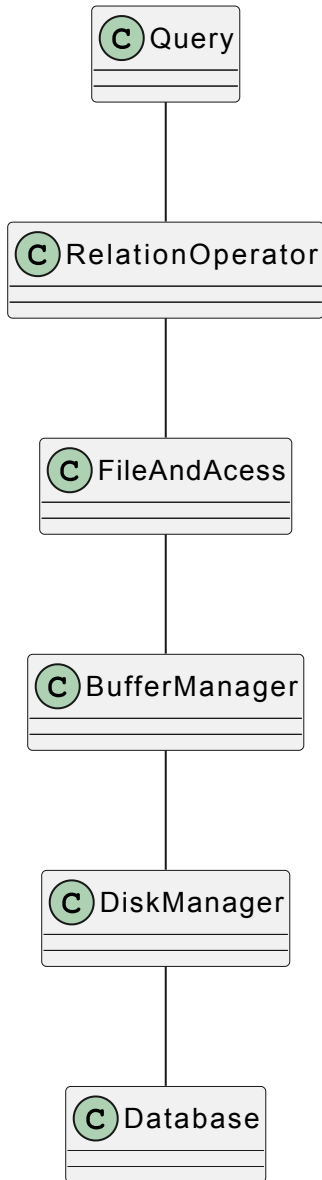 C Query
C RelationOperator
C FileAndAcess
C BufferManager
C DiskManager
C Database